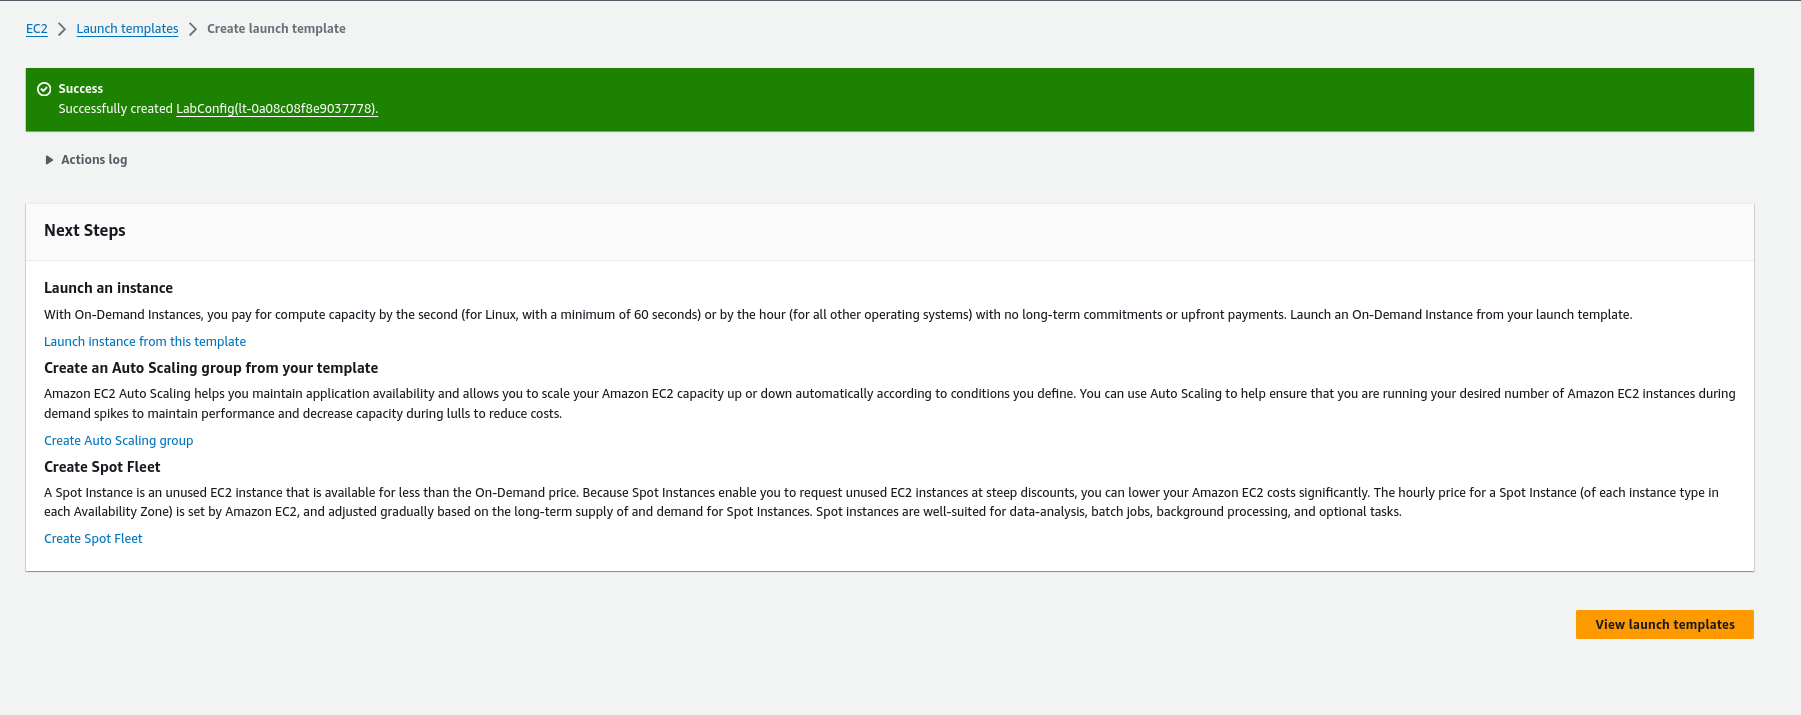 EC2 Launch templates Create launch template
Success
Successfully created LabConfig(lt-0a08c08f8e9037778).
Actions log
Next Steps
Launch an instance
With On-Demand Instances, you pay for compute capacity by the second (for Linux, with a minimum of 60 seconds) or by the hour (for all other operating systems) with no long-term commitments or upfront payments. Launch an On-Demand Instance from your launch template.
Launch instance from this template
Create an Auto Scaling group from your template
Amazon EC2 Auto Scaling helps you maintain application availability and allows you to scale your Amazon EC2 capacity up or down automatically according to conditions you define. You can use Auto Scaling to help ensure that you are running your desired number of Amazon EC2 instances during
demand spikes to maintain performance and decrease capacity during lulls to reduce costs.
Create Auto Scaling group
Create Spot Fleet
A Spot Instance is an unused EC2 instance that is available for less than the On-Demand price. Because Spot Instances enable you to request unused EC2 instances at steep discounts, you can lower your Amazon EC2 costs significantly. The hourly price for a Spot Instance (of each instance type in
each Availability Zone) is set by Amazon EC2, and adjusted gradually based on the long-term supply of and demand for Spot Instances. Spot instances are well-suited for data-analysis, batch jobs, background processing, and optional tasks.
Create Spot Fleet
View launch templates